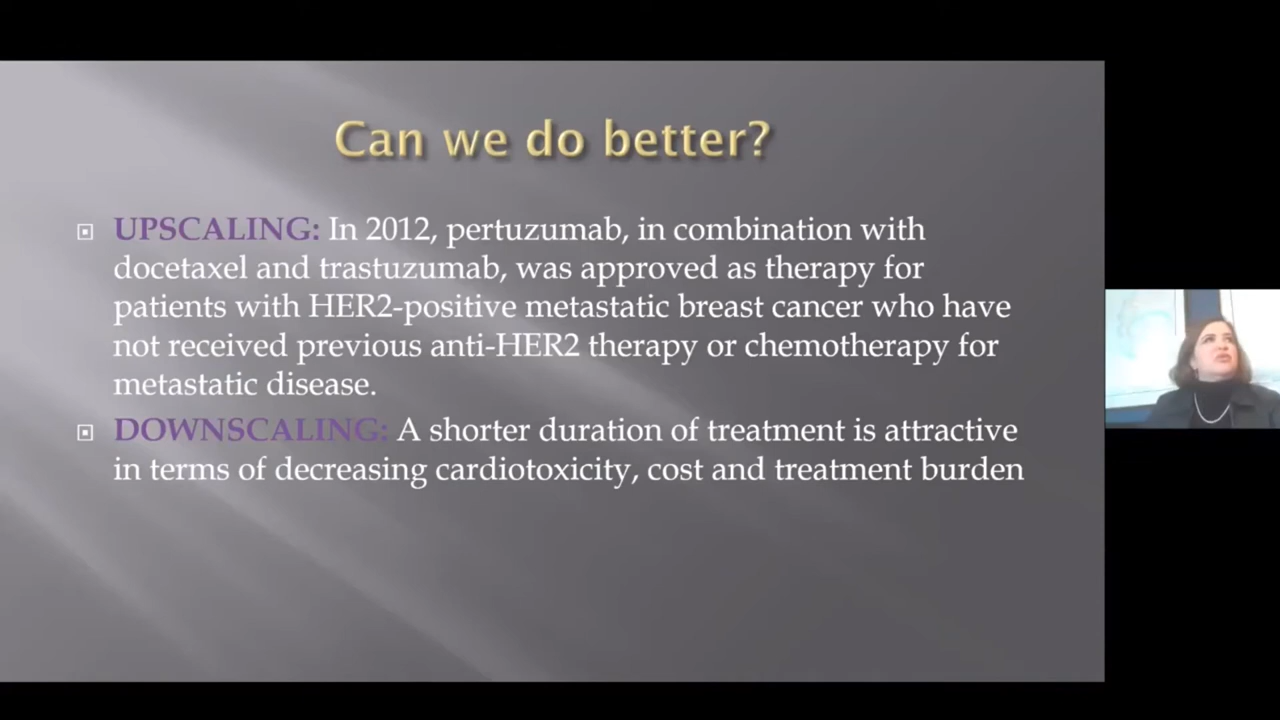 Can we do better?
UPSCALING: In 2012, pertuzumab, in combination with
docetaxel and trastuzumab, was approved as therapy for
patients with HER2-positive metastatic breast cancer who have
not received previous anti-HER2 therapy or chemotherapy for
metastatic disease.
DOWNSCALING: A shorter duration of treatment is attractive
in terms of decreasing cardiotoxicity, cost and treatment burden